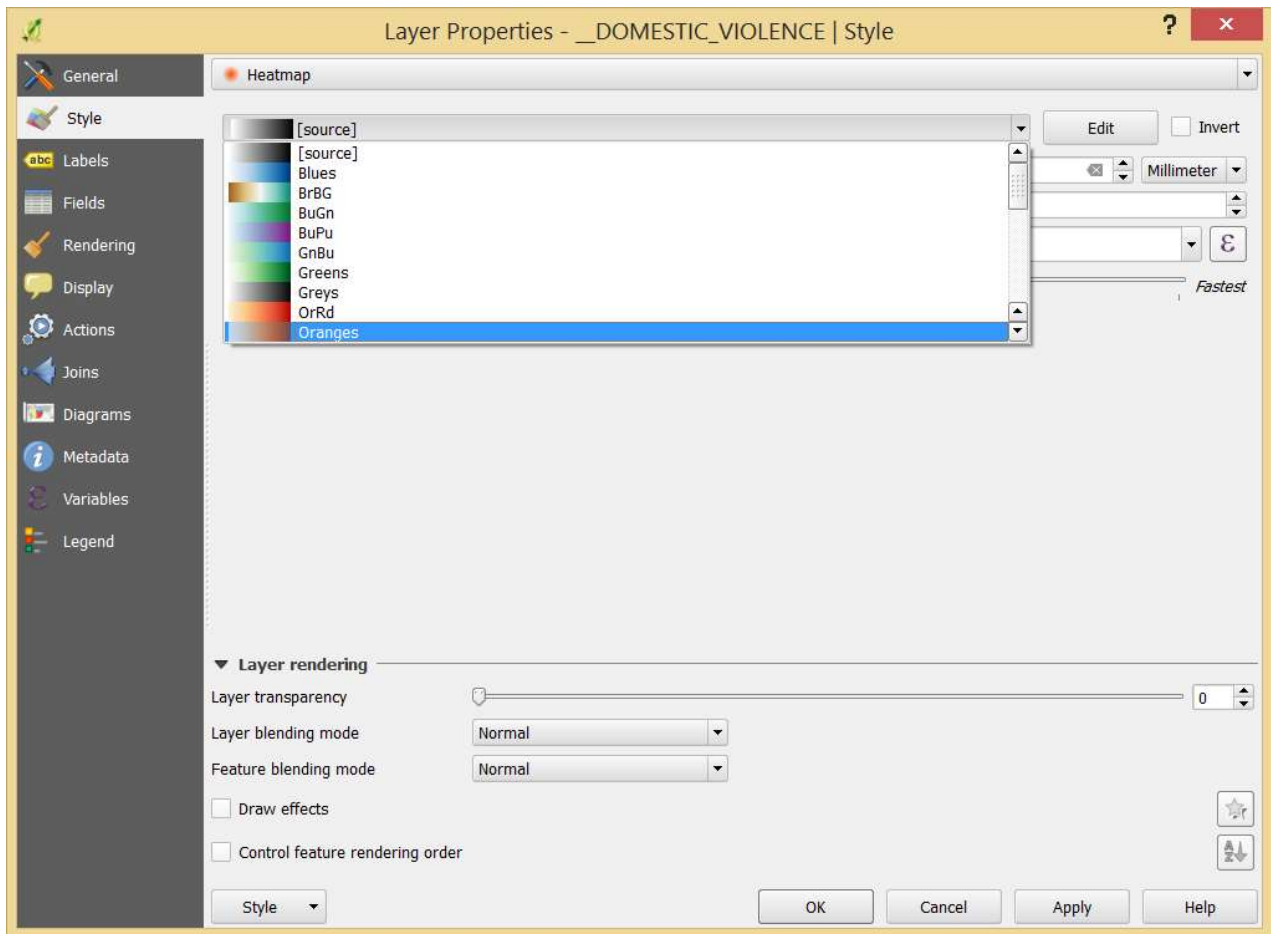 Layer Properties - __DOMESTIC_VIOLENCE | Style
?
General
Style
abc Labels
Fields
Rendering
Display
Actions
Joins
Diagrams
Metadata
Variables
Legend
Heatmap
[source]
Edit
Invert
[source]
Blues
BrBG
BuGn
BuPu
GnBu
Greens
Greys
OrRd
Oranges
Millimeter
ε
Fastest
Layer rendering
Layer transparency
0
Layer blending mode
Normal
Feature blending mode
Normal
Draw effects
Control feature rendering order
A
Z
Style
OK
Cancel
Apply
Help